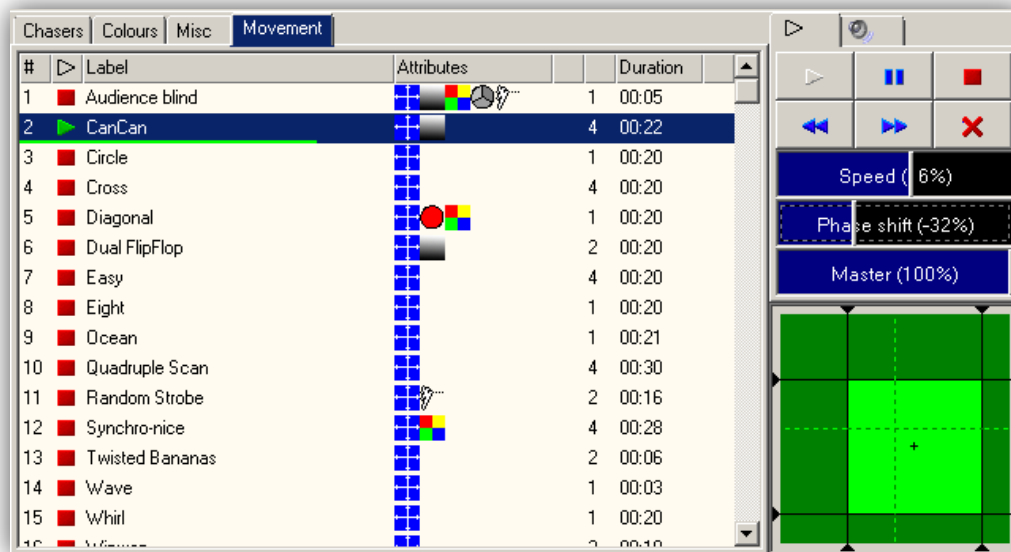 Chasers Colours Misc Movement
# Label Attributes Duration
1 Audience blind 1 00:05
2 CanCan 4 00:22
3 Circle 1 00:20
4 Cross 4 00:20
5 Diagonal 1 00:20
6 Dual FlipFlop 2 00:20
7 Easy 4 00:20
8 Eight 1 00:20
9 Ocean 1 00:21
10 Quadruple Scan 4 00:30
11 Random Strobe 2 00:16
12 Synchro-nice 4 00:28
13 Twisted Bananas 2 00:06
14 Wave 1 00:03
15 Whirl 1 00:20
Speed ( 6%)
Phase shift (-32%)
Master (100%)